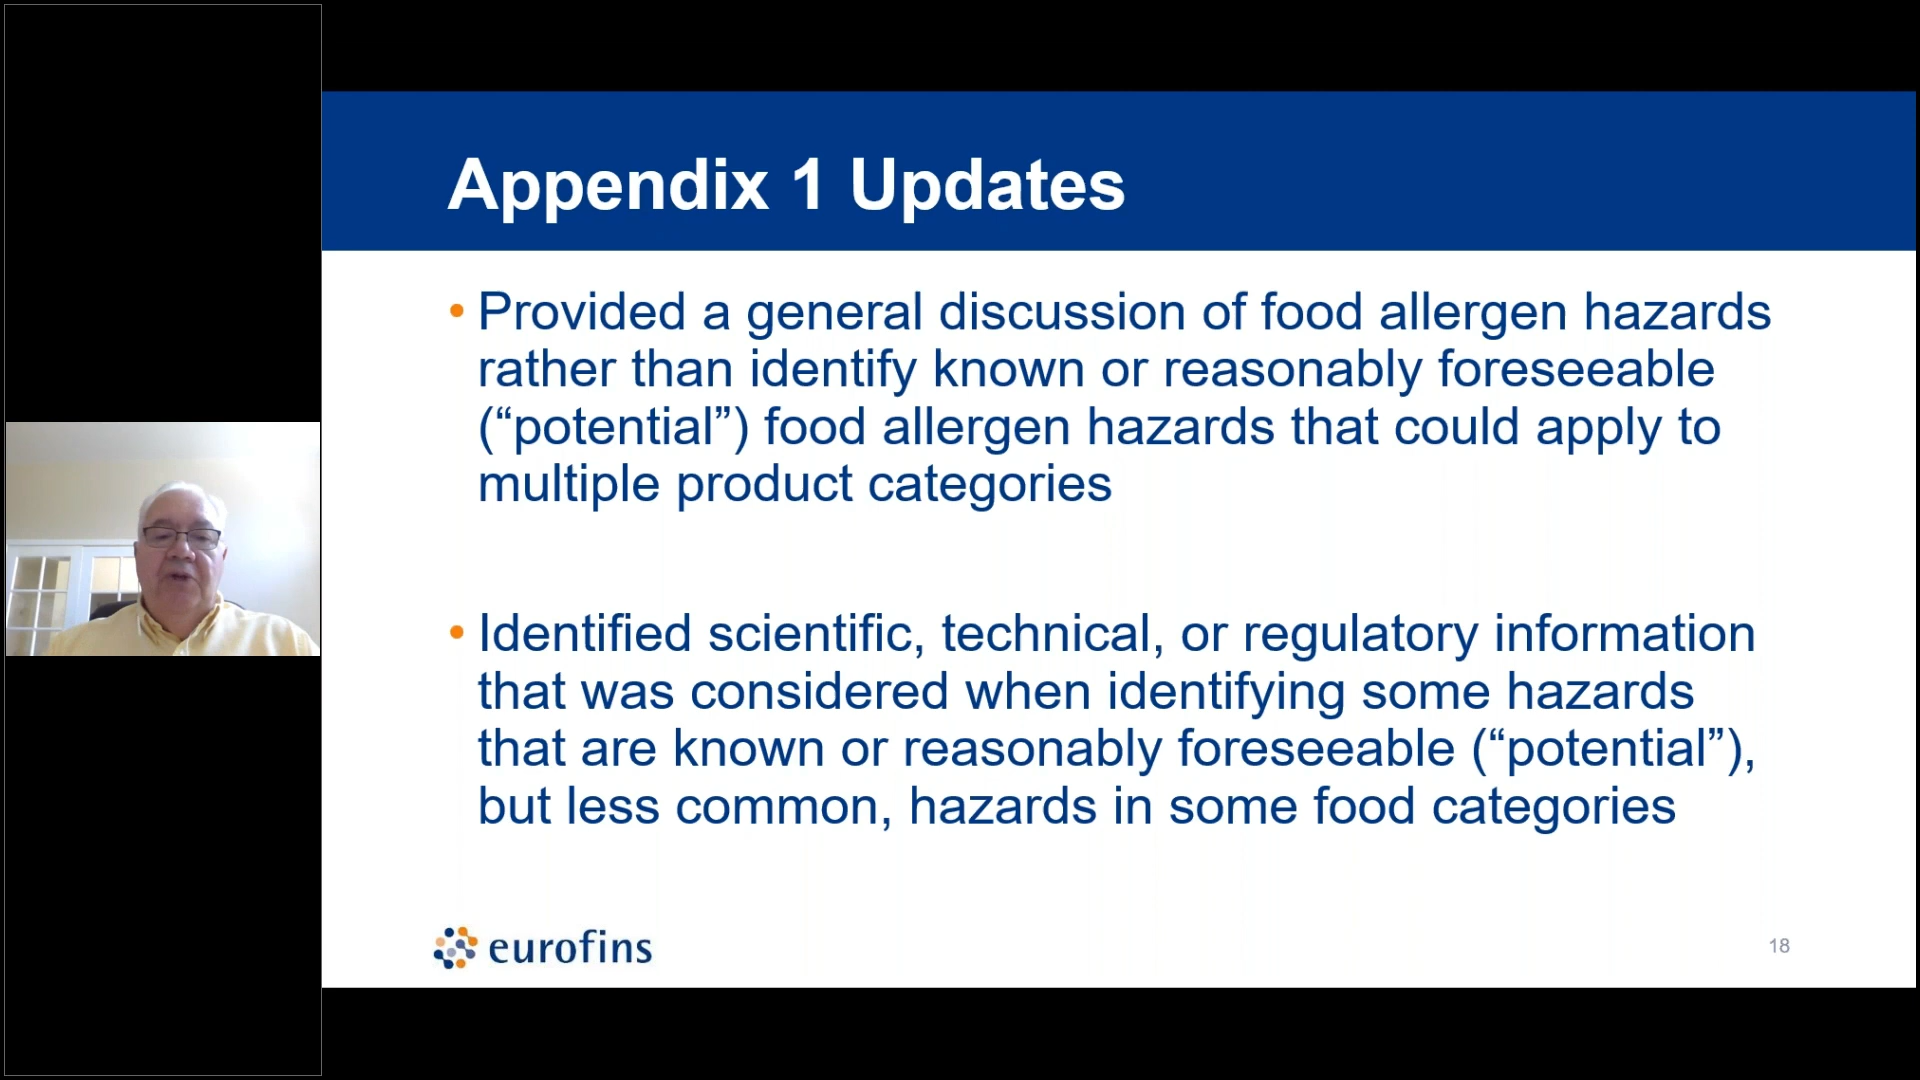 Appendix 1 Updates
• Provided a general discussion of food allergen hazards
rather than identify known or reasonably foreseeable
(“potential”) food allergen hazards that could apply to
multiple product categories
• Identified scientific, technical, or regulatory information
that was considered when identifying some hazards
that are known or reasonably foreseeable (“potential”),
but less common, hazards in some food categories
eurofins
18